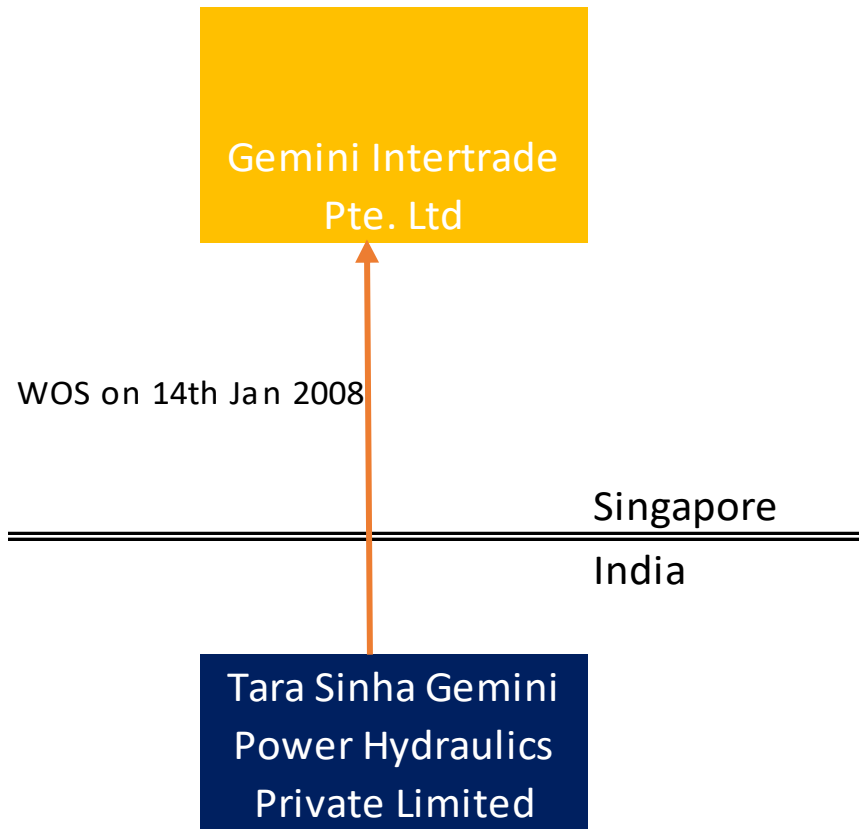 Gemini Intertrade
Pte. Ltd
WOS on 14th Jan 2008
Singapore
India
Tara Sinha Gemini
Power Hydraulics
Private Limited